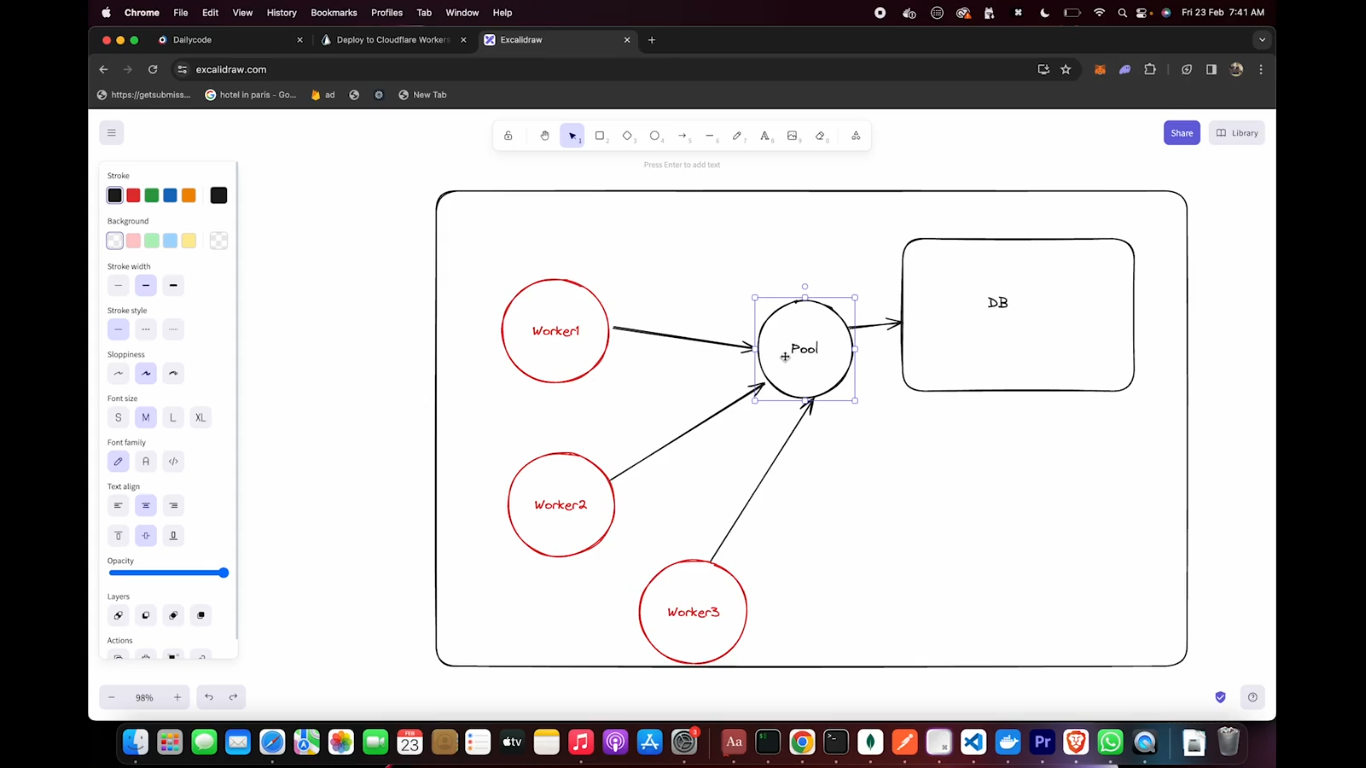 Chrome File Edit View History Bookmarks Profiles Tab Window Help Fri 23 Feb 7:41 AM
Dailycode Deploy to Cloudflare Workers Excalidraw
excalidraw.com
https://getsubmiss... hotel in paris - Go... ad New Tab
Share Library
Press Enter to add text
Stroke
Background
Stroke width
Stroke style
Sloppiness
Font size
S M L XL
Font family
A
Text align
Opacity
Layers
Actions
98%
DB
Worker1
Pool
Worker2
Worker3
FEB
23
tv
Aa
Pr